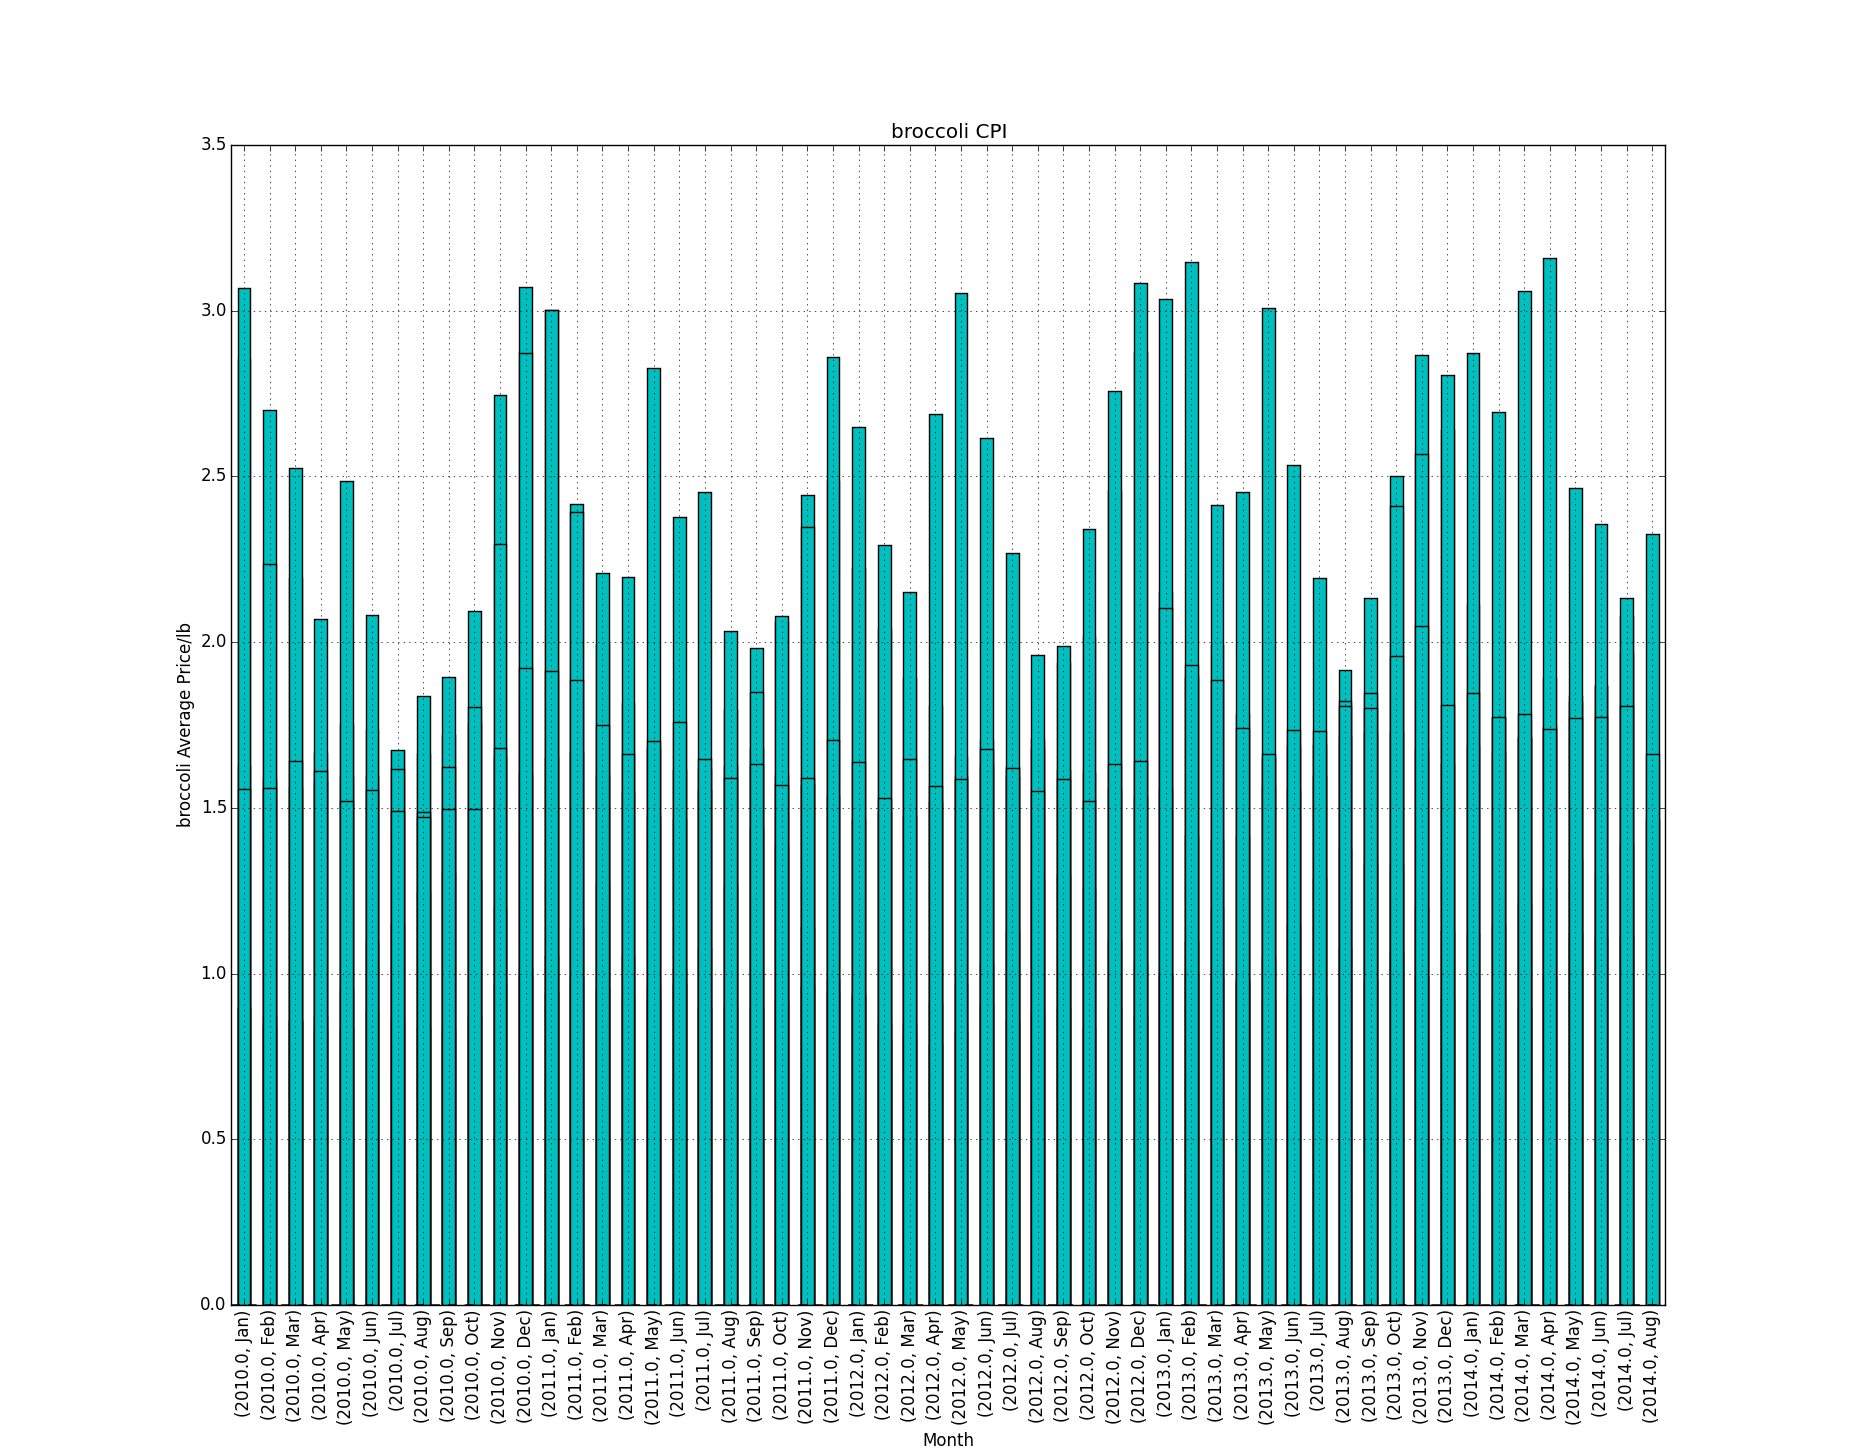 broccoli CPI
3.5
3.0
2.5
2.0
1.5
1.0
0.5
0.0
broccoli Average Price/lb
(2010.0, Jan)
(2010.0, Feb)
(2010.0, Mar)
(2010.0, Apr)
(2010.0, May)
(2010.0, Jun)
(2010.0, Jul)
(2010.0, Aug)
(2010.0, Sep)
(2010.0, Oct)
(2010.0, Nov)
(2010.0, Dec)
(2011.0, Jan)
(2011.0, Feb)
(2011.0, Mar)
(2011.0, Apr)
(2011.0, May)
(2011.0, Jun)
(2011.0, Jul)
(2011.0, Aug)
(2011.0, Sep)
(2011.0, Oct)
(2011.0, Nov)
(2011.0, Dec)
(2012.0, Jan)
(2012.0, Feb)
(2012.0, Mar)
(2012.0, Apr)
(2012.0, May)
(2012.0, Jun)
(2012.0, Jul)
(2012.0, Aug)
(2012.0, Sep)
(2012.0, Oct)
(2012.0, Nov)
(2012.0, Dec)
(2013.0, Jan)
(2013.0, Feb)
(2013.0, Mar)
(2013.0, Apr)
(2013.0, May)
(2013.0, Jun)
(2013.0, Jul)
(2013.0, Aug)
(2013.0, Sep)
(2013.0, Oct)
(2013.0, Nov)
(2013.0, Dec)
(2014.0, Jan)
(2014.0, Feb)
(2014.0, Mar)
(2014.0, Apr)
(2014.0, May)
(2014.0, Jun)
(2014.0, Jul)
(2014.0, Aug)
Month